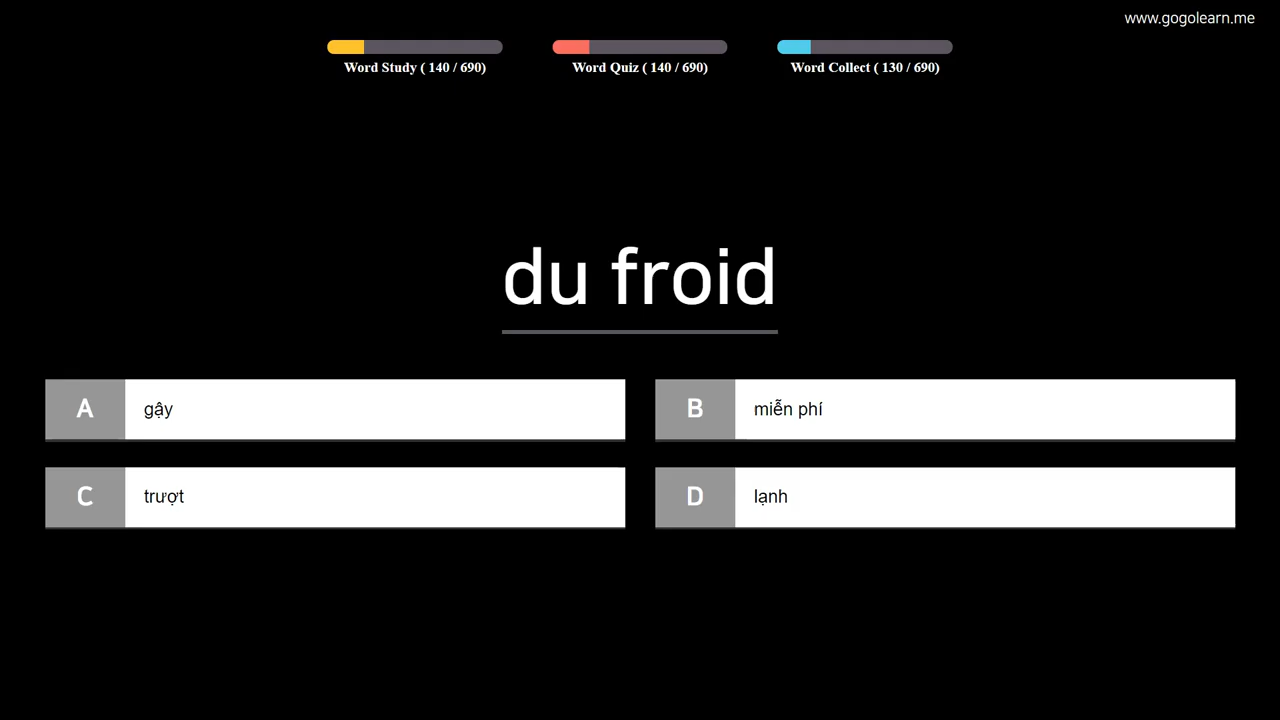 www.gogolearn.me
Word Study ( 140 / 690)
Word Quiz ( 140 / 690)
Word Collect ( 130 / 690)
du froid
A gậy
B miễn phí
C trượt
D lạnh